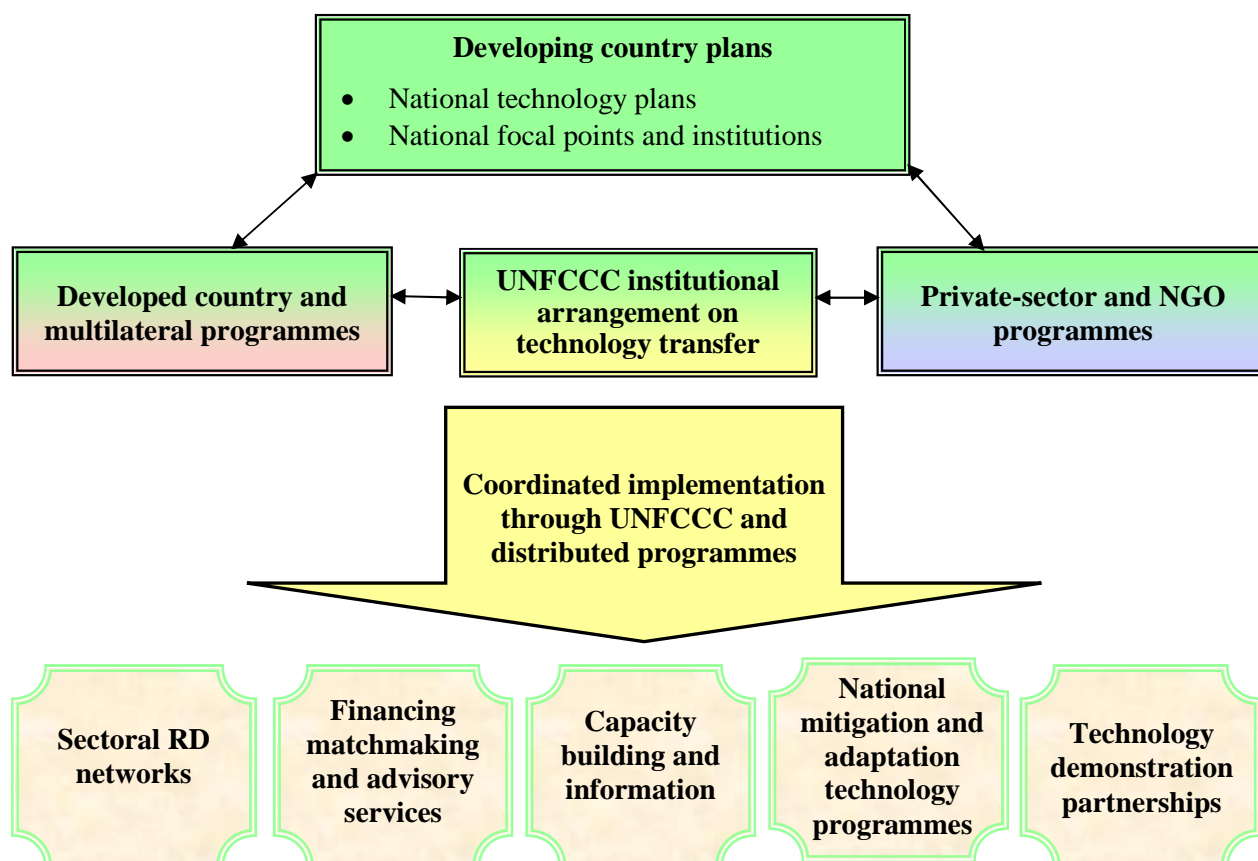 Developing country plans
• National technology plans
• National focal points and institutions
Developed country and
multilateral programmes
UNFCCC institutional
arrangement on
technology transfer
Private-sector and NGO
programmes
Coordinated implementation
through UNFCCC and
distributed programmes
Sectoral RD
networks
Financing
matchmaking
and advisory
services
Capacity
building and
information
National
mitigation and
adaptation
technology
programmes
Technology
demonstration
partnerships